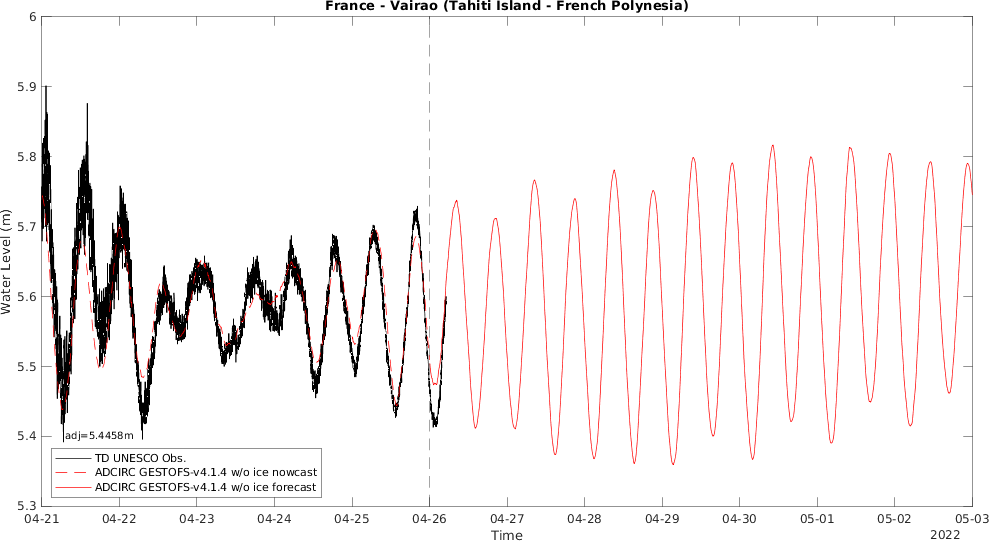 France - Vairao (Tahiti Island - French Polynesia)
6
5.9
5.8
5.7
5.6
5.5
5.4
5.3
Water Level (m)
adj=5.4458m
TD UNESCO Obs.
ADCIRC GESTOFS-v4.1.4 w/o ice nowcast
ADCIRC GESTOFS-v4.1.4 w/o ice forecast
04-21 04-22 04-23 04-24 04-25 04-26 04-27 04-28 04-29 04-30 05-01 05-02 05-03
Time
2022